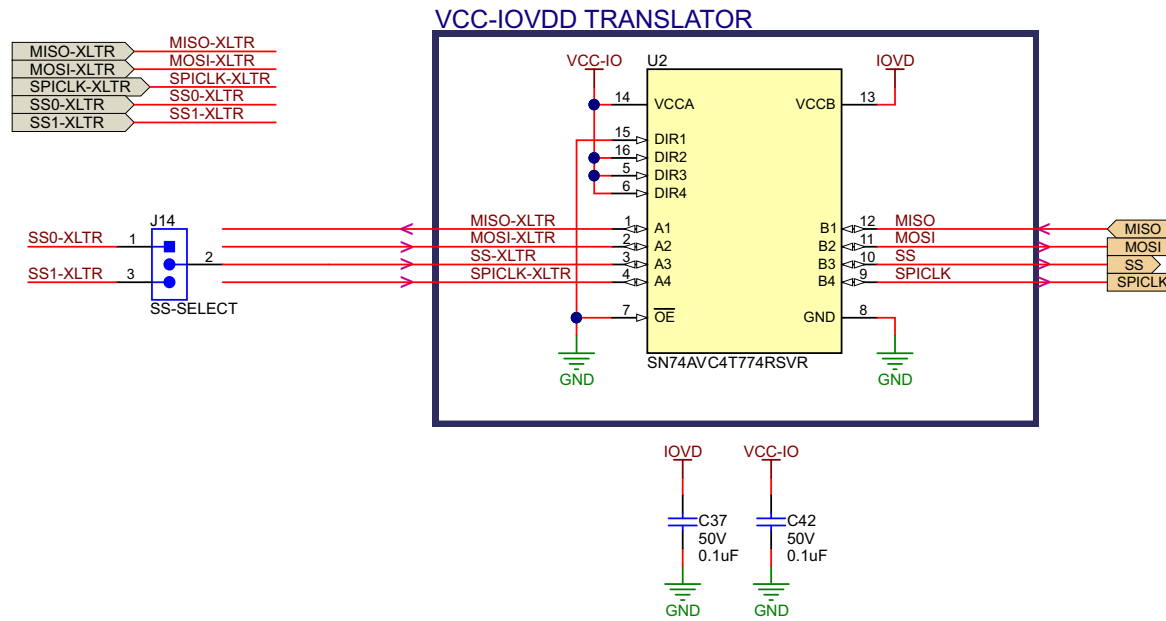 VCC-IOVDD TRANSLATOR
MISO-XLTR MISO-XLTR
MOSI-XLTR MOSI-XLTR
SPICLK-XLTR SPICLK-XLTR
SS0-XLTR SS0-XLTR
SS1-XLTR SS1-XLTR
VCC-IO U2 IOVD
14 VCCA VCCB 13
15 DIR1
16 DIR2
5 DIR3
6 DIR4
J14
MISO-XLTR 1 A1 B1 12 MISO MISO
SS0-XLTR 1 MOSI-XLTR 2 A2 B2 11 MOSI MOSI
2 SS-XLTR 3 A3 B3 10 SS SS
SS1-XLTR 3 SPICLK-XLTR 4 A4 B4 9 SPICLK SPICLK
SS-SELECT
7 OE GND 8
SN74AVC4T774RSVR
GND GND
IOVD VCC-IO
C37 C42
50V 50V
0.1uF 0.1uF
GND GND